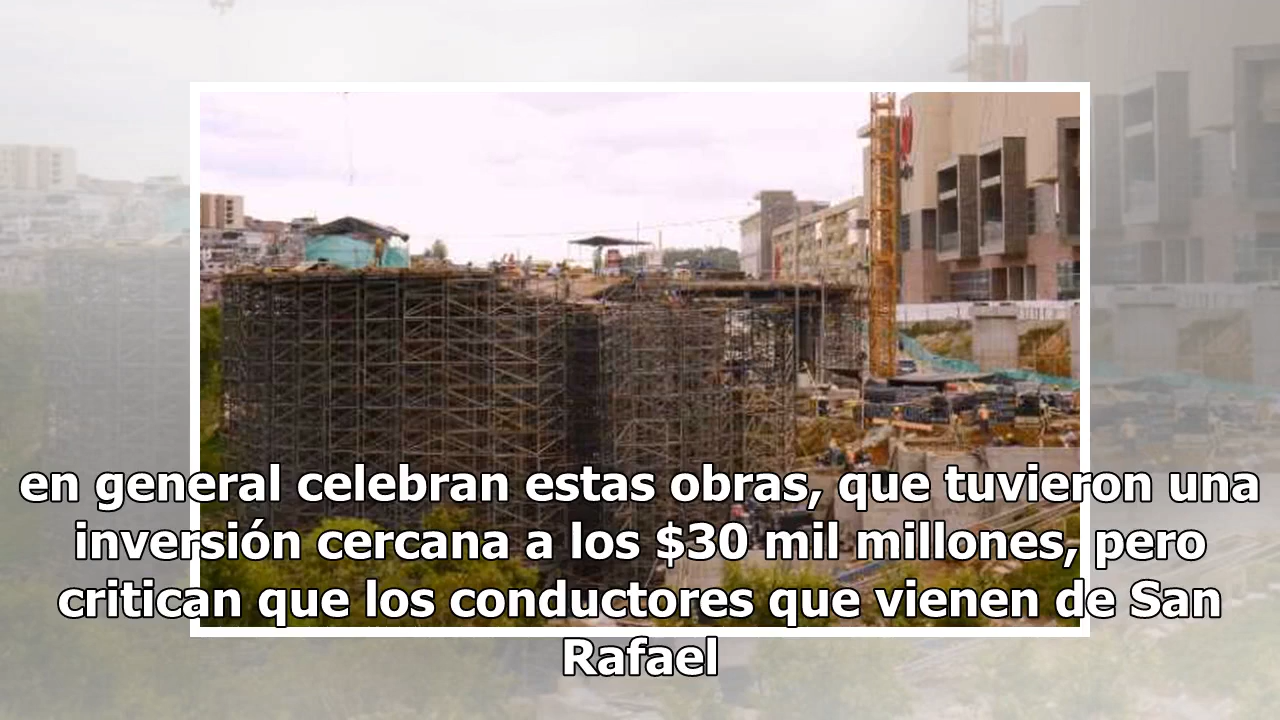 en general celebran estas obras, que tuvieron una
inversión cercana a los $30 mil millones, pero
critican que los conductores que vienen de San
Rafael